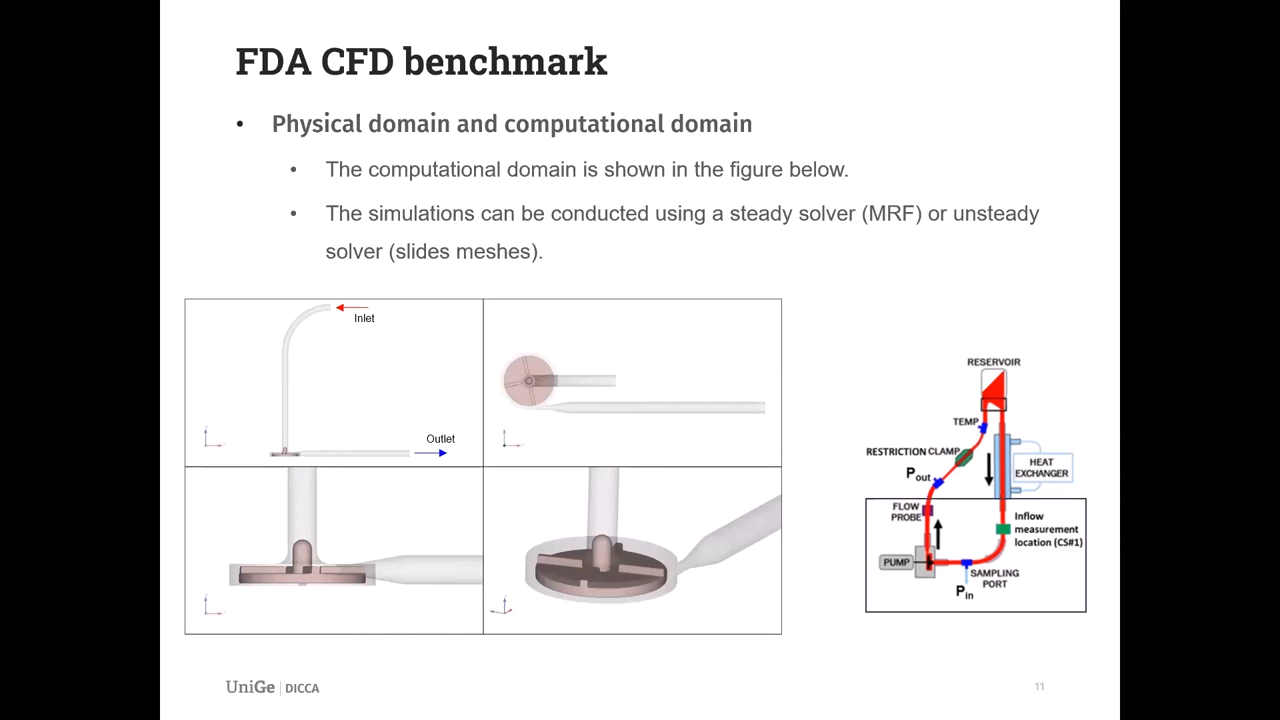 FDA CFD benchmark
• Physical domain and computational domain
• The computational domain is shown in the figure below.
• The simulations can be conducted using a steady solver (MRF) or unsteady
solver (slides meshes).
Inlet
Outlet
RESERVOIR
TEMP
RESTRICTION CLAMP
Pout
HEAT
EXCHANGER
FLOW
PROBE
Inflow
measurement
location (CS#1)
PUMP
SAMPLING
PORT
Pin
UniGe | DICCA
11